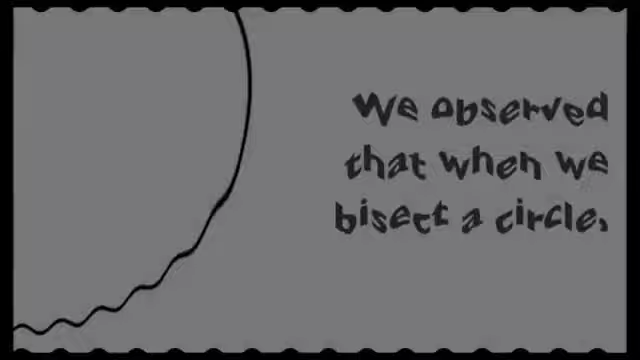 We observed
that when we
bisect a circle,